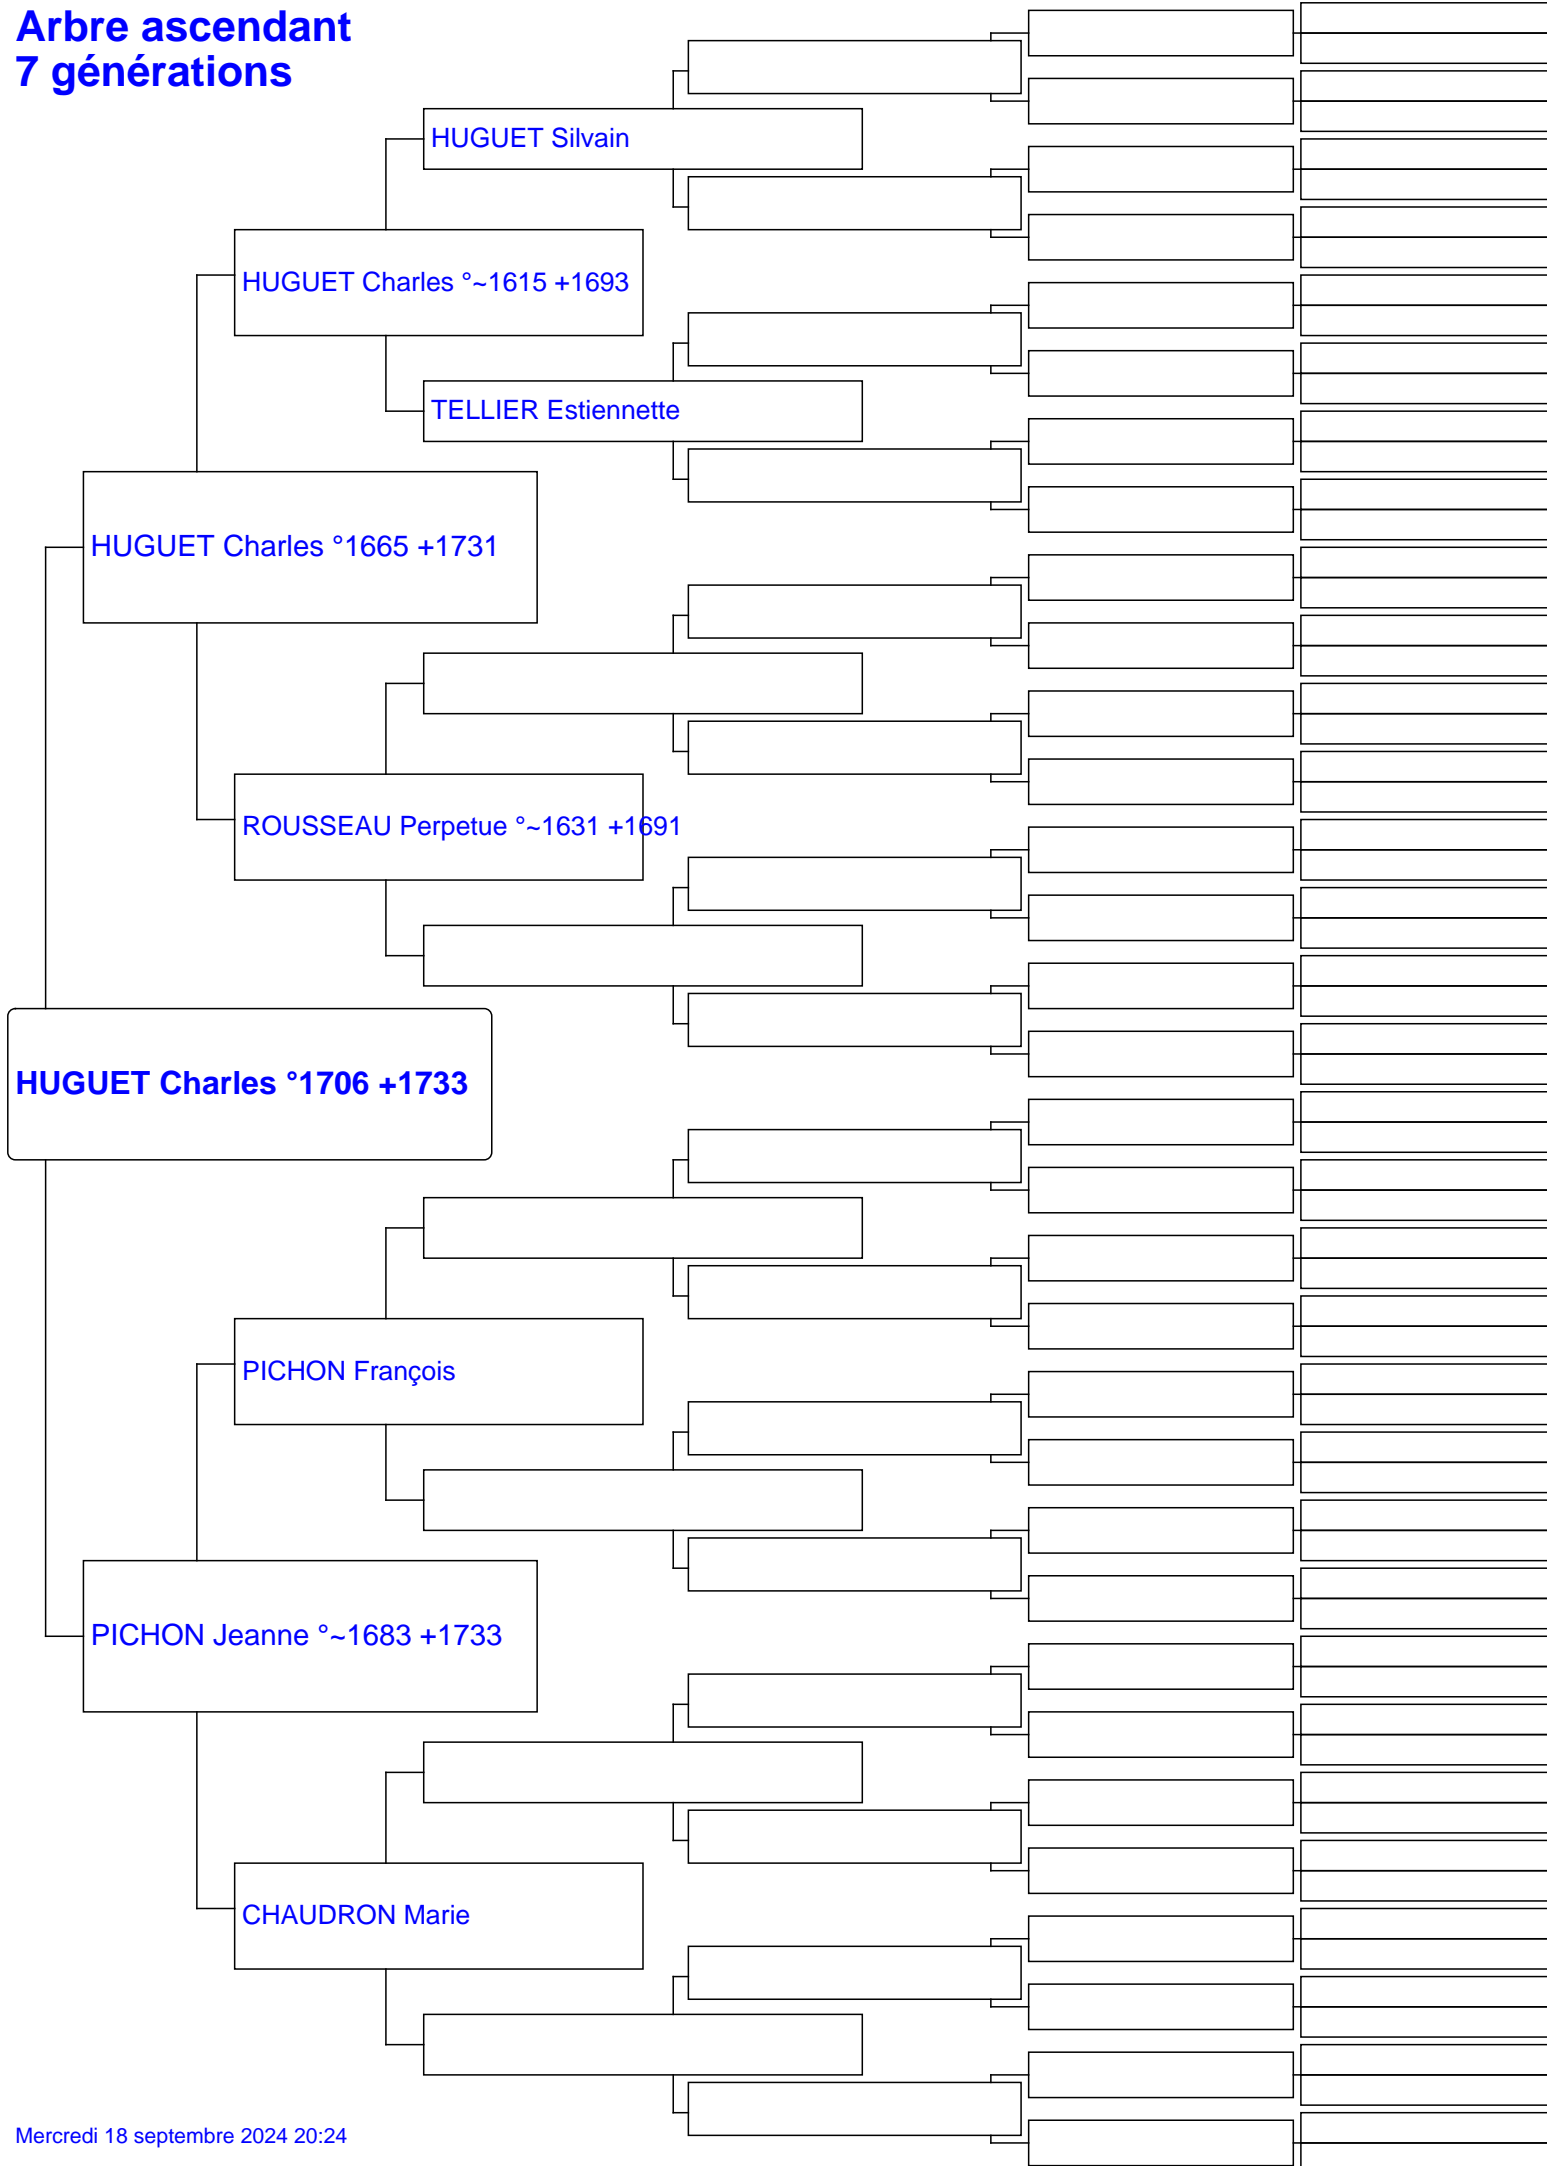 Arbre ascendant
7 générations
HUGUET Silvain
HUGUET Charles °~1615 +1693
TELLIER Estiennette
HUGUET Charles °1665 +1731
ROUSSEAU Perpetue °~1631 +1691
HUGUET Charles °1706 +1733
PICHON François
PICHON Jeanne °~1683 +1733
CHAUDRON Marie
Mercredi 18 septembre 2024 20:24